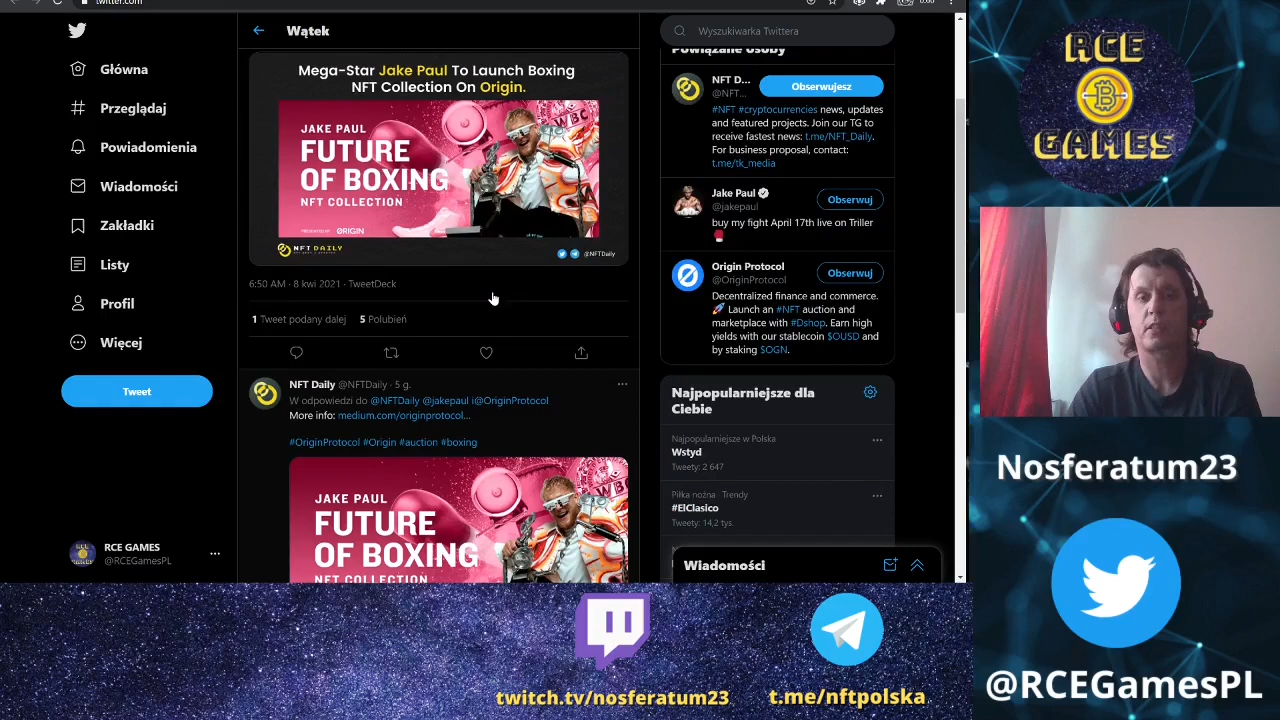 twitter.com
Wątek
Główna
Przeglądaj
Powiadomienia
Wiadomości
Zakładki
Listy
Profil
Więcej
Tweet
RCE GAMES
@RCEGamesPL
Mega-Star Jake Paul To Launch Boxing
NFT Collection On Origin.
JAKE PAUL
FUTURE
OF BOXING
NFT COLLECTION
PRESENTED BY ORIGIN
WBC
NFT DAILY
@NFTDaily
6:50 AM · 8 kwi 2021 · TweetDeck
1 Tweet podany dalej 5 Polubień
NFT Daily @NFTDaily · 5 g.
W odpowiedzi do @NFTDaily @jakepaul i@OriginProtocol
More info: medium.com/originprotocol...
#OriginProtocol #Origin #auction #boxing
JAKE PAUL
FUTURE
OF BOXING
NFT COLLECTION
WBC
Wyszukiwarka Twittera
Powiązane osoby
NFT D...
@NFT...
Obserwujesz
#NFT #cryptocurrencies news, updates
and featured projects. Join our TG to
receive fastest news: t.me/NFT_Daily.
For business proposal, contact:
t.me/tk_media
Jake Paul
@jakepaul
Obserwuj
buy my fight April 17th live on Triller
Origin Protocol
@OriginProtocol
Obserwuj
Decentralized finance and commerce.
🚀 Launch an #NFT auction and
marketplace with #Dshop. Earn high
yields with our stablecoin $OUSD and
by staking $OGN.
Najpopularniejsze dla
Ciebie
Najpopularniejsze w Polska
Wstyd
Tweety: 2 647
Piłka nożna · Trendy
#ElClasico
Tweety: 14,2 tys.
Wiadomości
RCE
GAMES
Nosferatum23
@RCEGamesPL
twitch.tv/nosferatum23
t.me/nftpolska